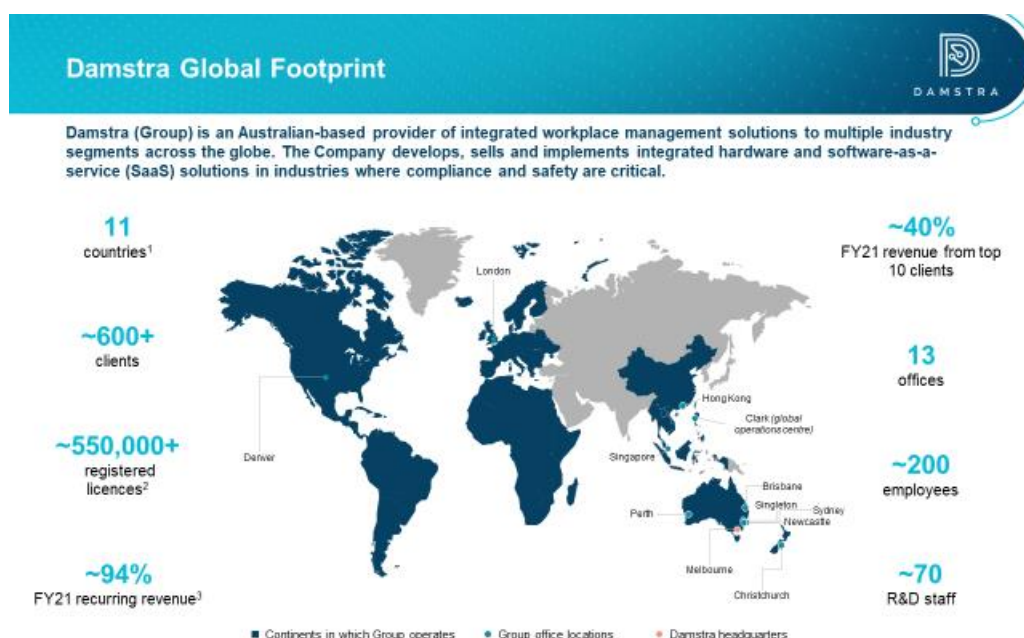 Damstra Global Footprint
DAMSTRA
Damstra (Group) is an Australian-based provider of integrated workplace management solutions to multiple industry
segments across the globe. The Company develops, sells and implements integrated hardware and software-as-a-
service (SaaS) solutions in industries where compliance and safety are critical.
11
countries1
~600+
clients
~550,000+
registered
licences2
~94%
FY21 recurring revenue3
London
Denver
Hong Kong
Clark (global
operations centre)
Singapore
Brisbane
Singleton
Sydney
Newcastle
Perth
Melbourne
Christchurch
~40%
FY21 revenue from top
10 clients
13
offices
~200
employees
~70
R&D staff
Continents in which Group operates
Group office locations
Damstra headquarters